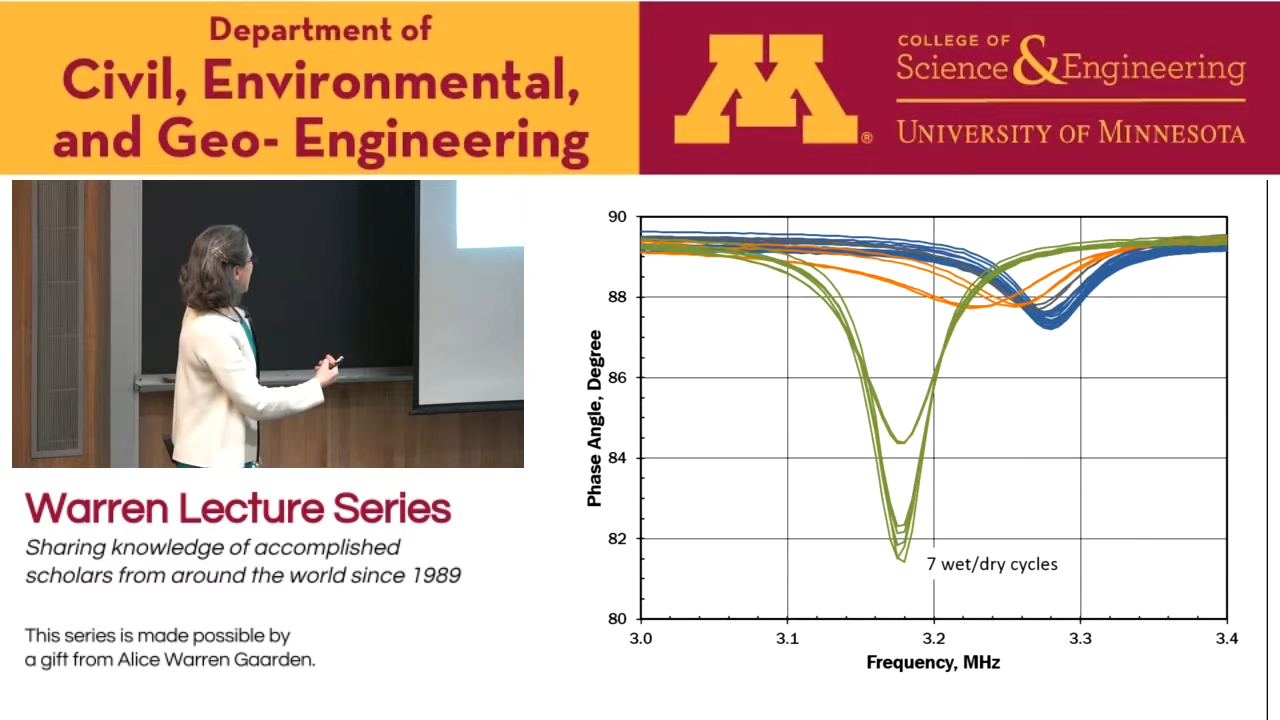 Department of
Civil, Environmental,
and Geo- Engineering
M®
COLLEGE OF
Science & Engineering
UNIVERSITY OF MINNESOTA
Warren Lecture Series
Sharing knowledge of accomplished
scholars from around the world since 1989
This series is made possible by
a gift from Alice Warren Gaarden.
90
88
86
84
82
80
Phase Angle, Degree
7 wet/dry cycles
3.0 3.1 3.2 3.3 3.4
Frequency, MHz